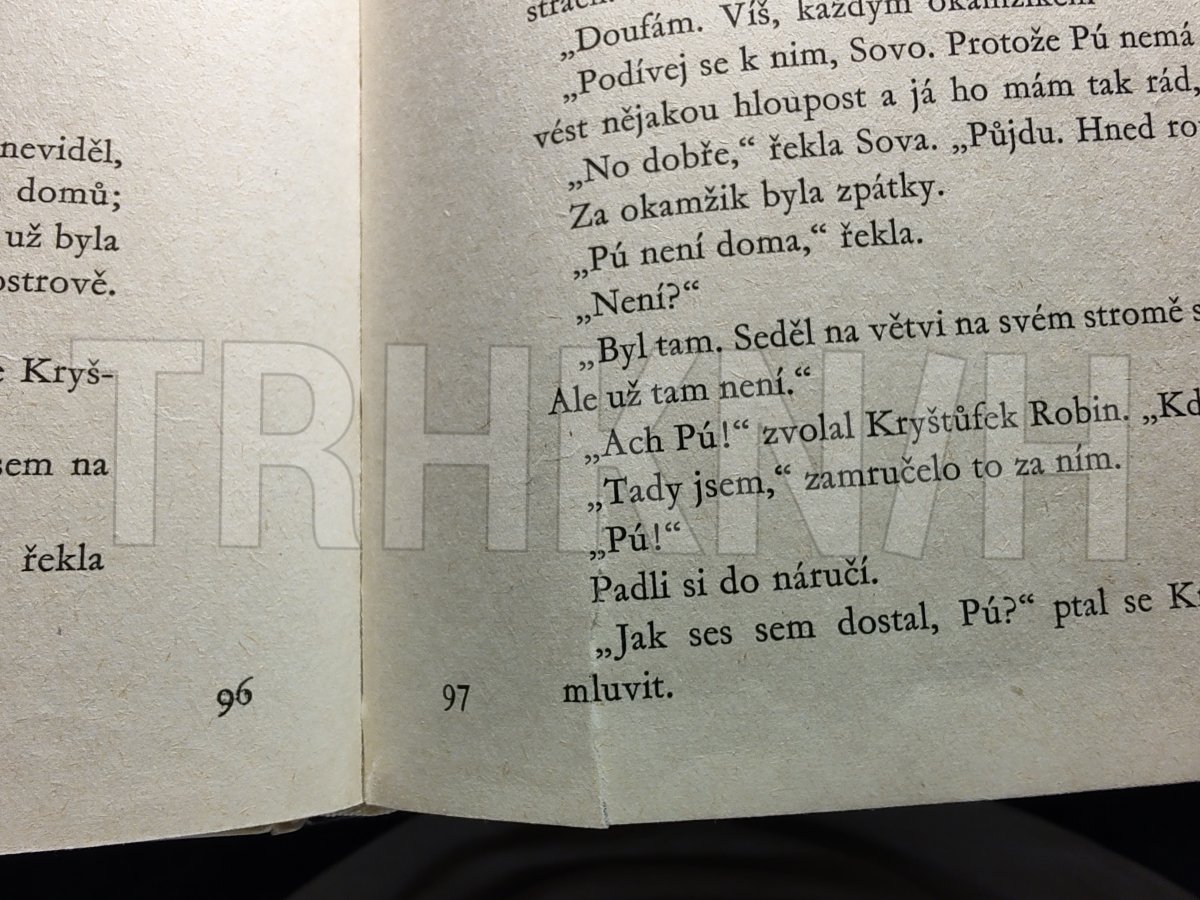 neviděl,
domů;
už byla
ostrově.
Kryš-
sem na
řekla
96
„Doufám. Víš, každým
„Podívej se k nim, Sovo. Protože Pú nemá
vést nějakou hloupost a já ho mám tak rád,
„No dobře,“ řekla Sova. „Půjdu. Hned
Za okamžik byla zpátky.
„Pú není doma,“ řekla.
„Není?“
„Byl tam. Seděl na větvi na svém stromě s
Ale už tam není.“
„Ach Pú!“ zvolal Kryštůfek Robin. „Kd
„Tady jsem,“ zamručelo to za ním.
„Pú!“
Padli si do náručí.
„Jak ses sem dostal, Pú?“ ptal se
mluvit.
97
TRHKNIH